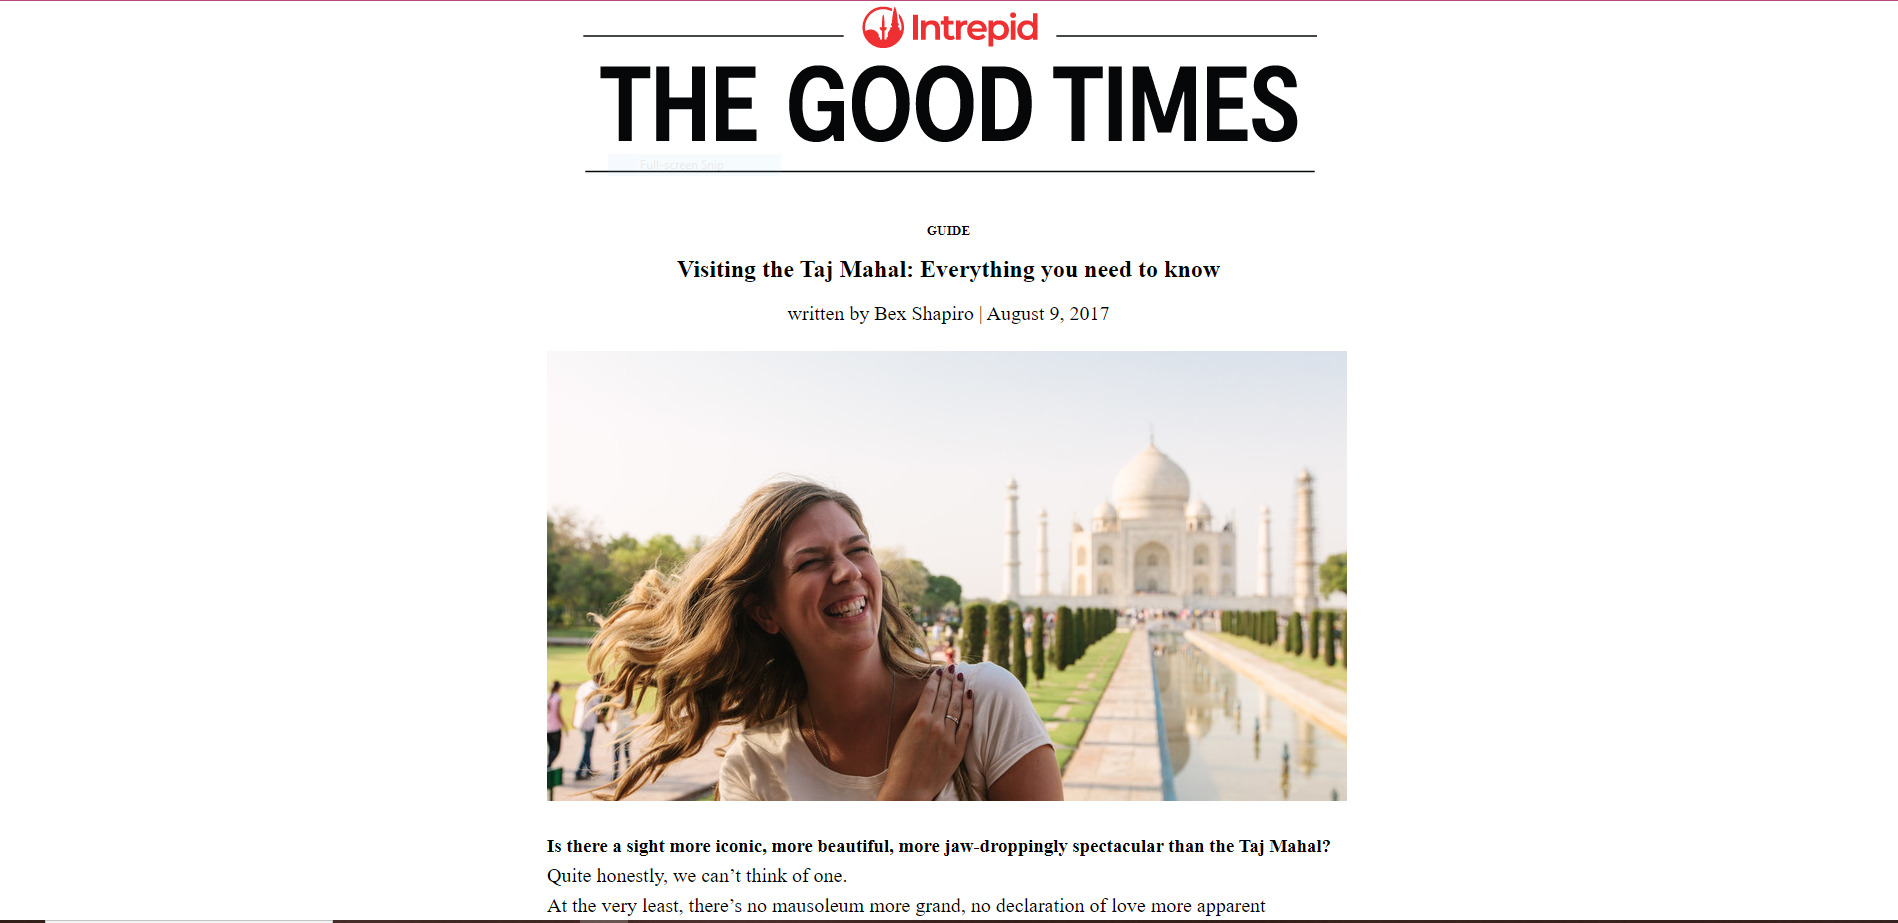 Intrepid
THE GOOD TIMES
Full-screen Snip
GUIDE
Visiting the Taj Mahal: Everything you need to know
written by Bex Shapiro | August 9, 2017
Is there a sight more iconic, more beautiful, more jaw-droppingly spectacular than the Taj Mahal?
Quite honestly, we can’t think of one.
At the very least, there’s no mausoleum more grand, no declaration of love more apparent